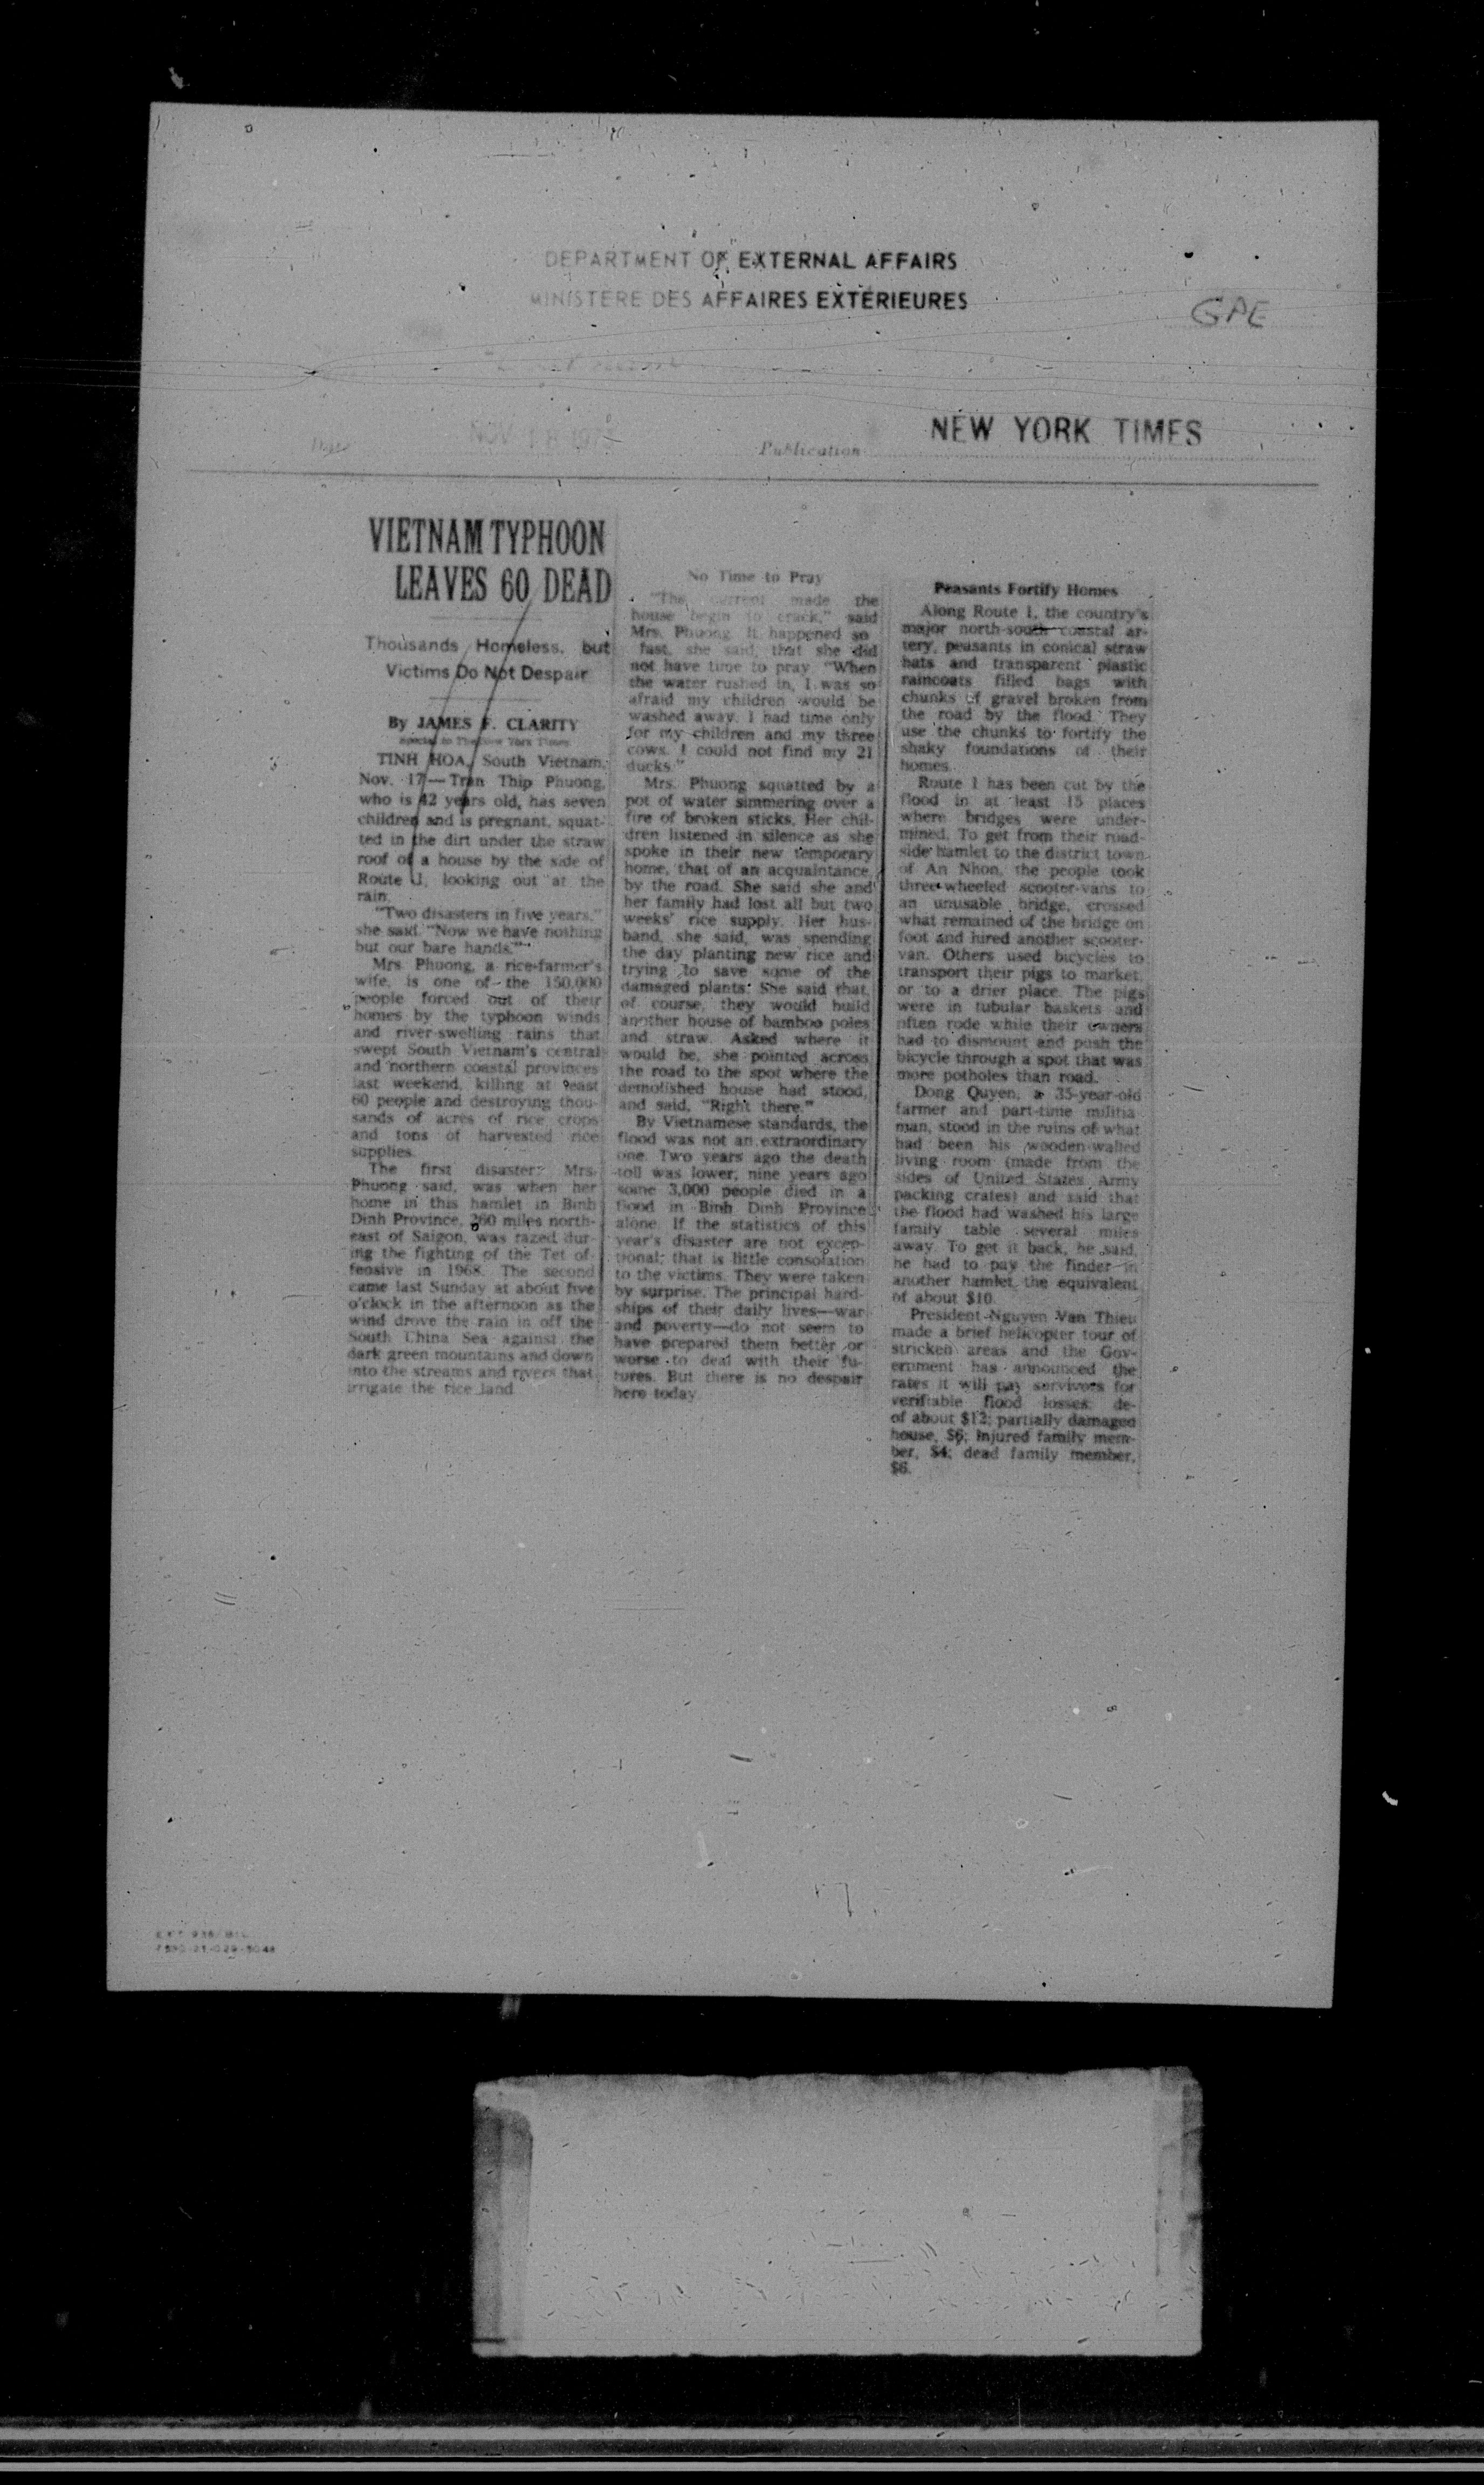 DEPARTMENT OF EXTERNAL AFFAIRS
MINISTERE DES AFFAIRES EXTÉRIEURES
GPE
NOV 18 197
Publication
NEW YORK TIMES
VIETNAM TYPHOON
LEAVES 60 DEAD
Thousands Homeless, but
Victims Do Not Despair
By JAMES F. CLARITY
Special to The New York Times
TINH HOA, South Vietnam,
Nov. 17—Tran Thip Phuong,
who is 42 years old, has seven
children and is pregnant, squat-
ted in the dirt under the straw
roof of a house by the side of
Route 1, looking out at the
rain.
"Two disasters in five years,"
she said. "Now we have nothing
but our bare hands."
Mrs. Phuong, a rice-farmer's
wife, is one of the 150,000
people forced out of their
homes by the typhoon winds
and river-swelling rains that
swept South Vietnam's central
and northern coastal provinces
last weekend, killing at least
60 people and destroying thou-
sands of acres of rice crops
and tons of harvested rice
supplies.
The first disaster, Mrs.
Phuong said, was when her
home in this hamlet in Binh
Dinh Province, 260 miles north-
east of Saigon, was razed dur-
ing the fighting of the Tet of-
fensive in 1968. The second
came last Sunday at about five
o'clock in the afternoon as the
wind drove the rain in off the
South China Sea against the
dark green mountains and down
into the streams and rivers that
irrigate the rice land.
No Time to Pray
"The current made the
house begin to crack," said
Mrs. Phuong. It happened so
fast, she said, that she did
not have time to pray. "When
the water rushed in, I was so
afraid my children would be
washed away. I had time only
for my children and my three
cows. I could not find my 21
ducks."
Mrs. Phuong squatted by a
pot of water simmering over a
fire of broken sticks. Her chil-
dren listened in silence as she
spoke in their new temporary
home, that of an acquaintance,
by the road. She said she and
her family had lost all but two
weeks' rice supply. Her hus-
band, she said, was spending
the day planting new rice and
trying to save some of the
damaged plants. She said that,
of course, they would build
another house of bamboo poles
and straw. Asked where it
would be, she pointed across
the road to the spot where the
demolished house had stood,
and said, "Right there."
By Vietnamese standards, the
flood was not an extraordinary
one. Two years ago the death
toll was lower; nine years ago
some 3,000 people died in a
flood in Binh Dinh Province
alone. If the statistics of this
year's disaster are not excep-
tional, that is little consolation
to the victims. They were taken
by surprise. The principal hard-
ships of their daily lives—war
and poverty—do not seem to
have prepared them better or
worse to deal with their fu-
tures. But there is no despair
here today.
Peasants Fortify Homes
Along Route 1, the country's
major north-south coastal ar-
tery, peasants in conical straw
hats and transparent plastic
raincoats filled bags with
chunks of gravel broken from
the road by the flood. They
use the chunks to fortify the
shaky foundations of their
homes.
Route 1 has been cut by the
flood in at least 15 places
where bridges were under-
mined. To get from their road-
side hamlet to the district town
of An Nhon, the people took
three-wheeled scooter-vans to
an unusable bridge, crossed
what remained of the bridge on
foot and hired another scooter-
van. Others used bicycles to
transport their pigs to market,
or to a drier place. The pigs
were in tubular baskets and
often rode while their owners
had to dismount and push the
bicycle through a spot that was
more potholes than road.
Dong Quyen, a 35-year-old
farmer and part-time militia-
man, stood in the ruins of what
had been his wooden-walled
living room (made from the
sides of United States Army
packing crates) and said that
the flood had washed his large
family table several miles
away. To get it back, he said,
he had to pay the finder in
another hamlet the equivalent
of about $10.
President Nguyen Van Thieu
made a brief helicopter tour of
stricken areas and the Gov-
ernment has announced the
rates it will pay survivors for
verifiable flood losses: de-
of about $12; partially damaged
house, $6; injured family mem-
ber, $4; dead family member,
$6.